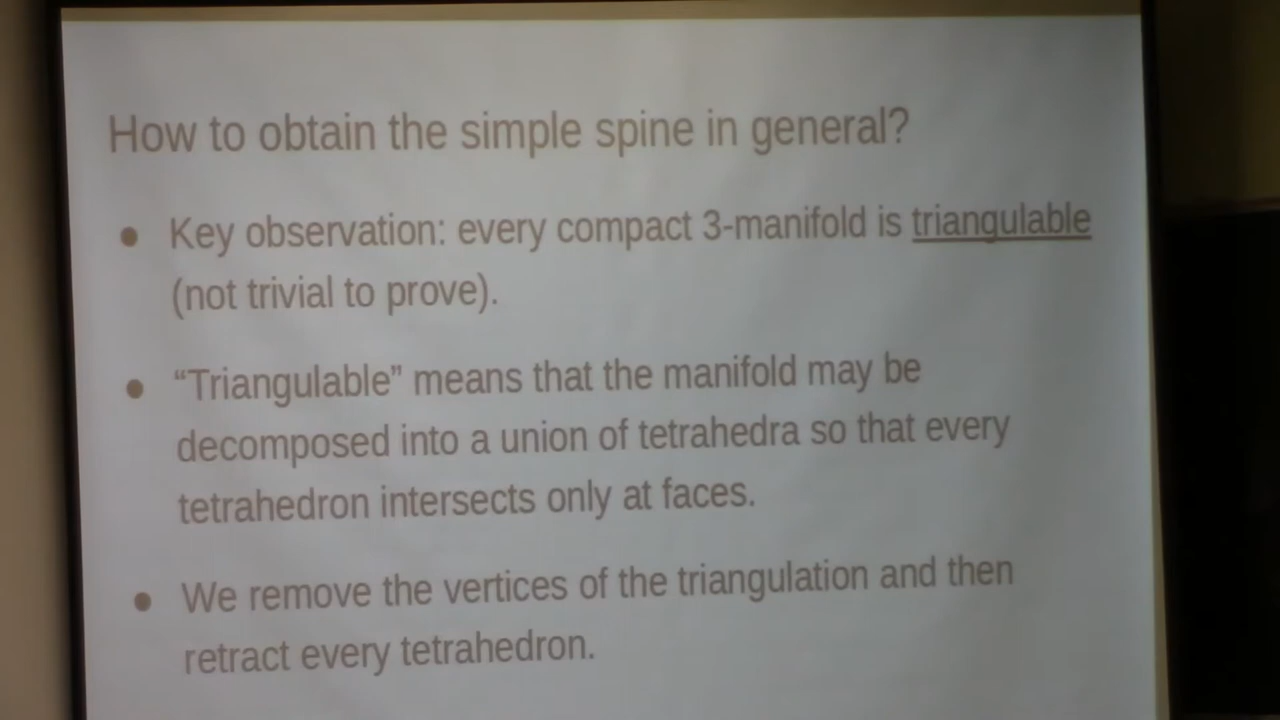 How to obtain the simple spine in general?
● Key observation: every compact 3-manifold is triangulable
(not trivial to prove).
● “Triangulable” means that the manifold may be
decomposed into a union of tetrahedra so that every
tetrahedron intersects only at faces.
● We remove the vertices of the triangulation and then
retract every tetrahedron.